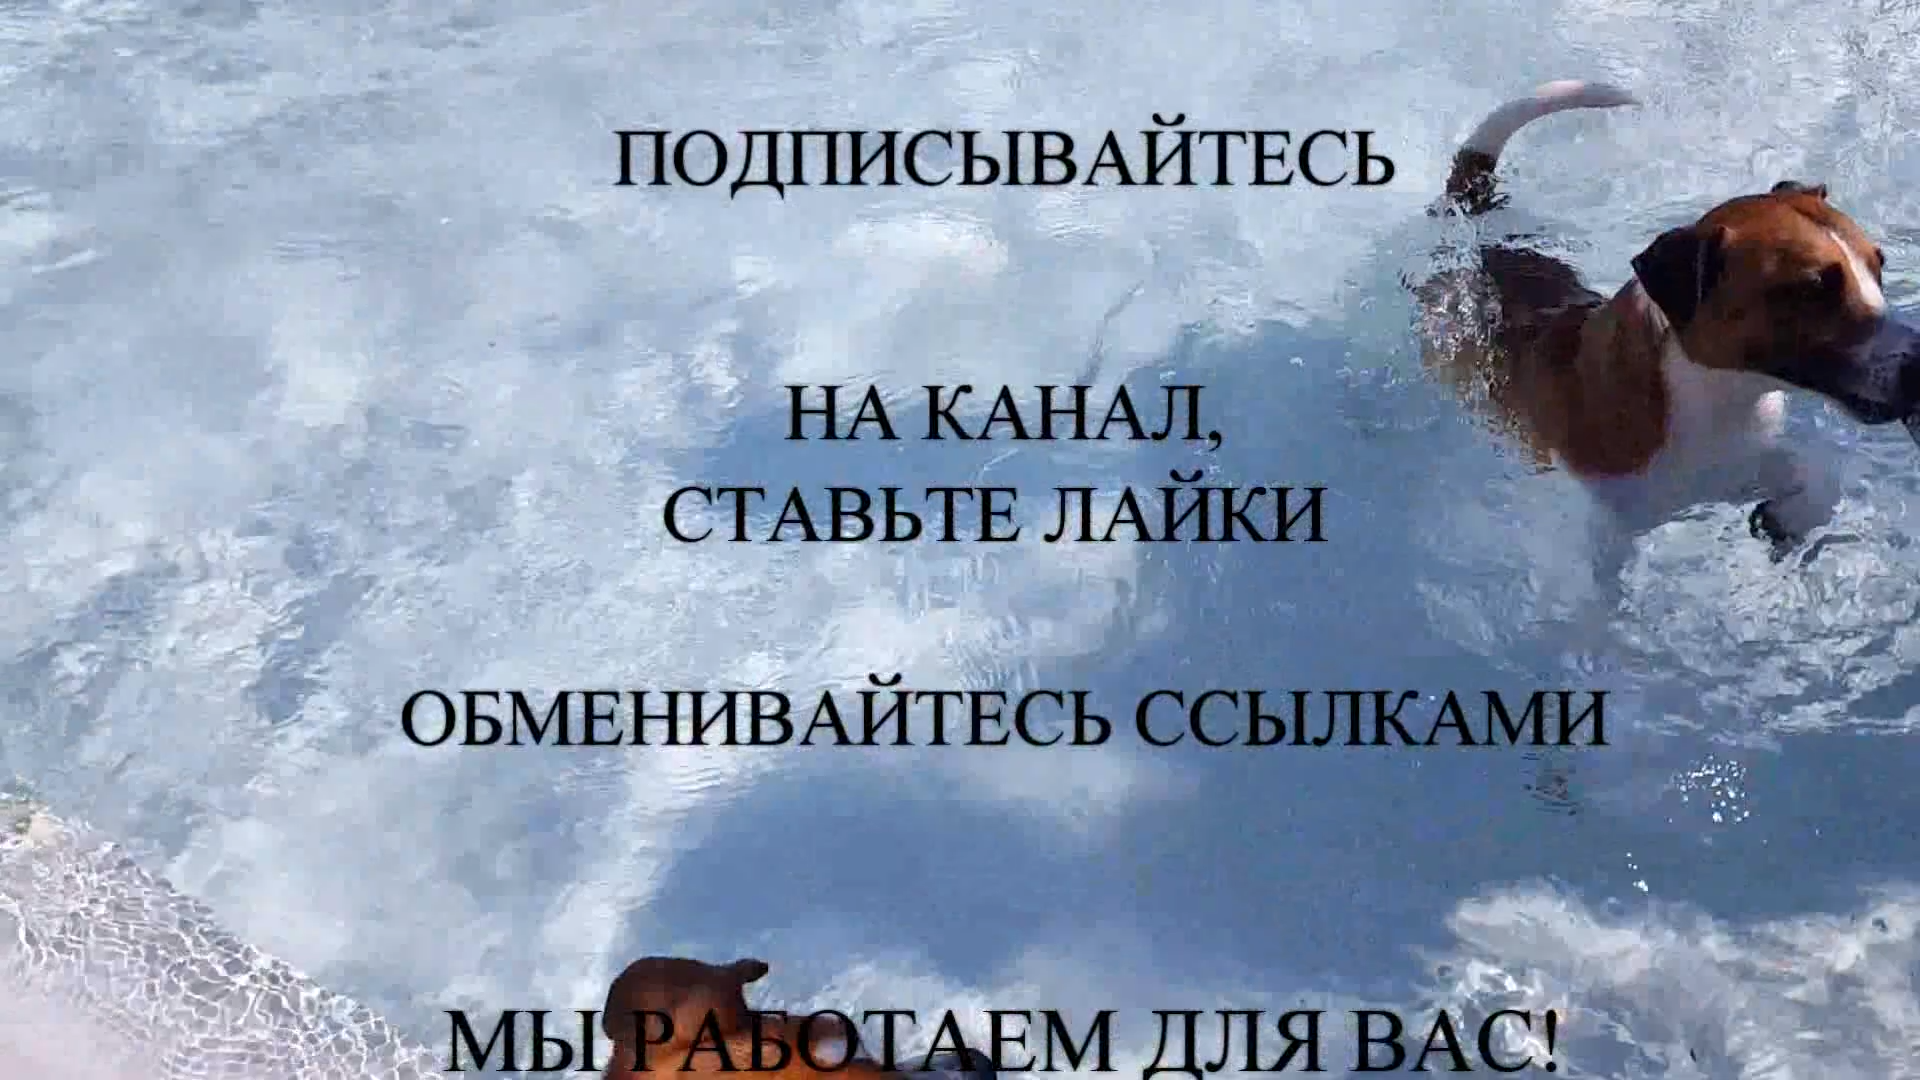 ПОДПИСЫВАЙТЕСЬ
НА КАНАЛ,
СТАВЬТЕ ЛАЙКИ
ОБМЕНИВАЙТЕСЬ ССЫЛКАМИ
МЫ РАБОТАЕМ ДЛЯ ВАС!